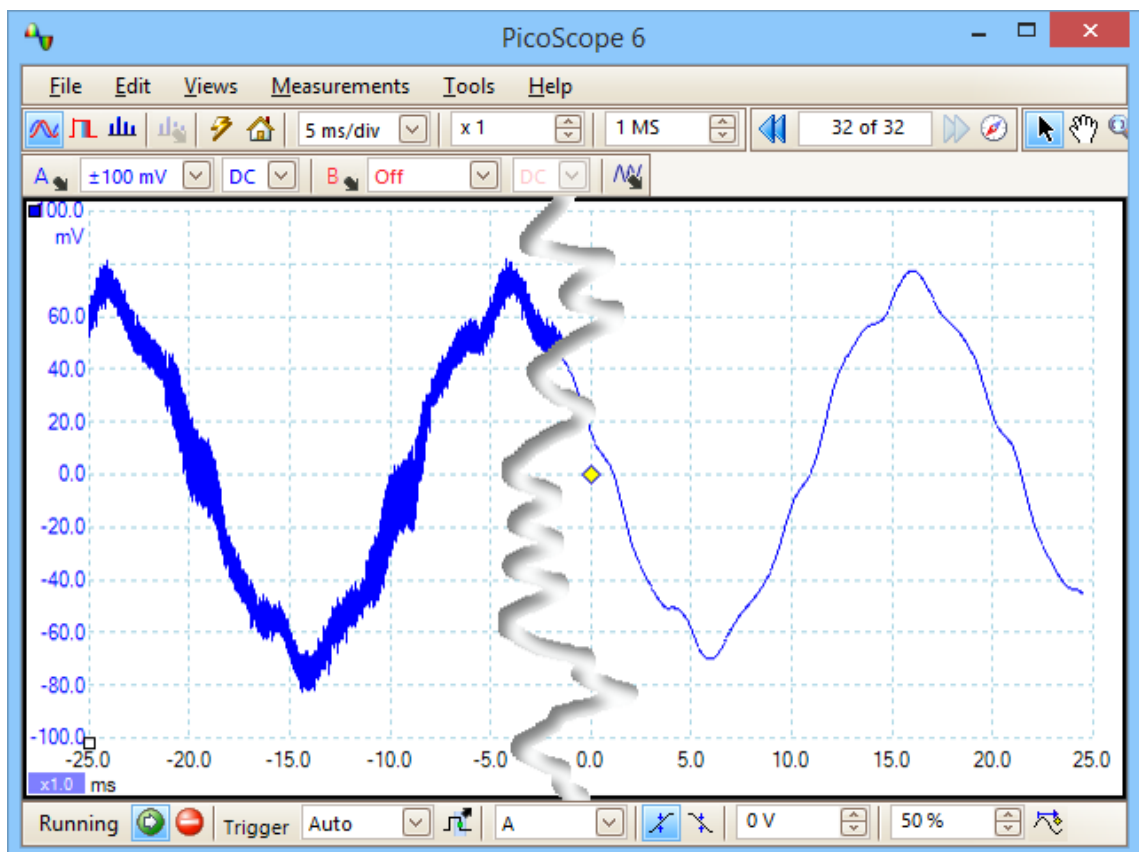 PicoScope 6
File Edit Views Measurements Tools Help
5 ms/div x 1 1 MS 32 of 32
A ±100 mV DC B Off DC
100.0
mV
60.0
40.0
20.0
0.0
-20.0
-40.0
-60.0
-80.0
-100.0
-25.0 -20.0 -15.0 -10.0 -5.0 0.0 5.0 10.0 15.0 20.0 25.0
x1.0 ms
Running Trigger Auto A 0 V 50 %